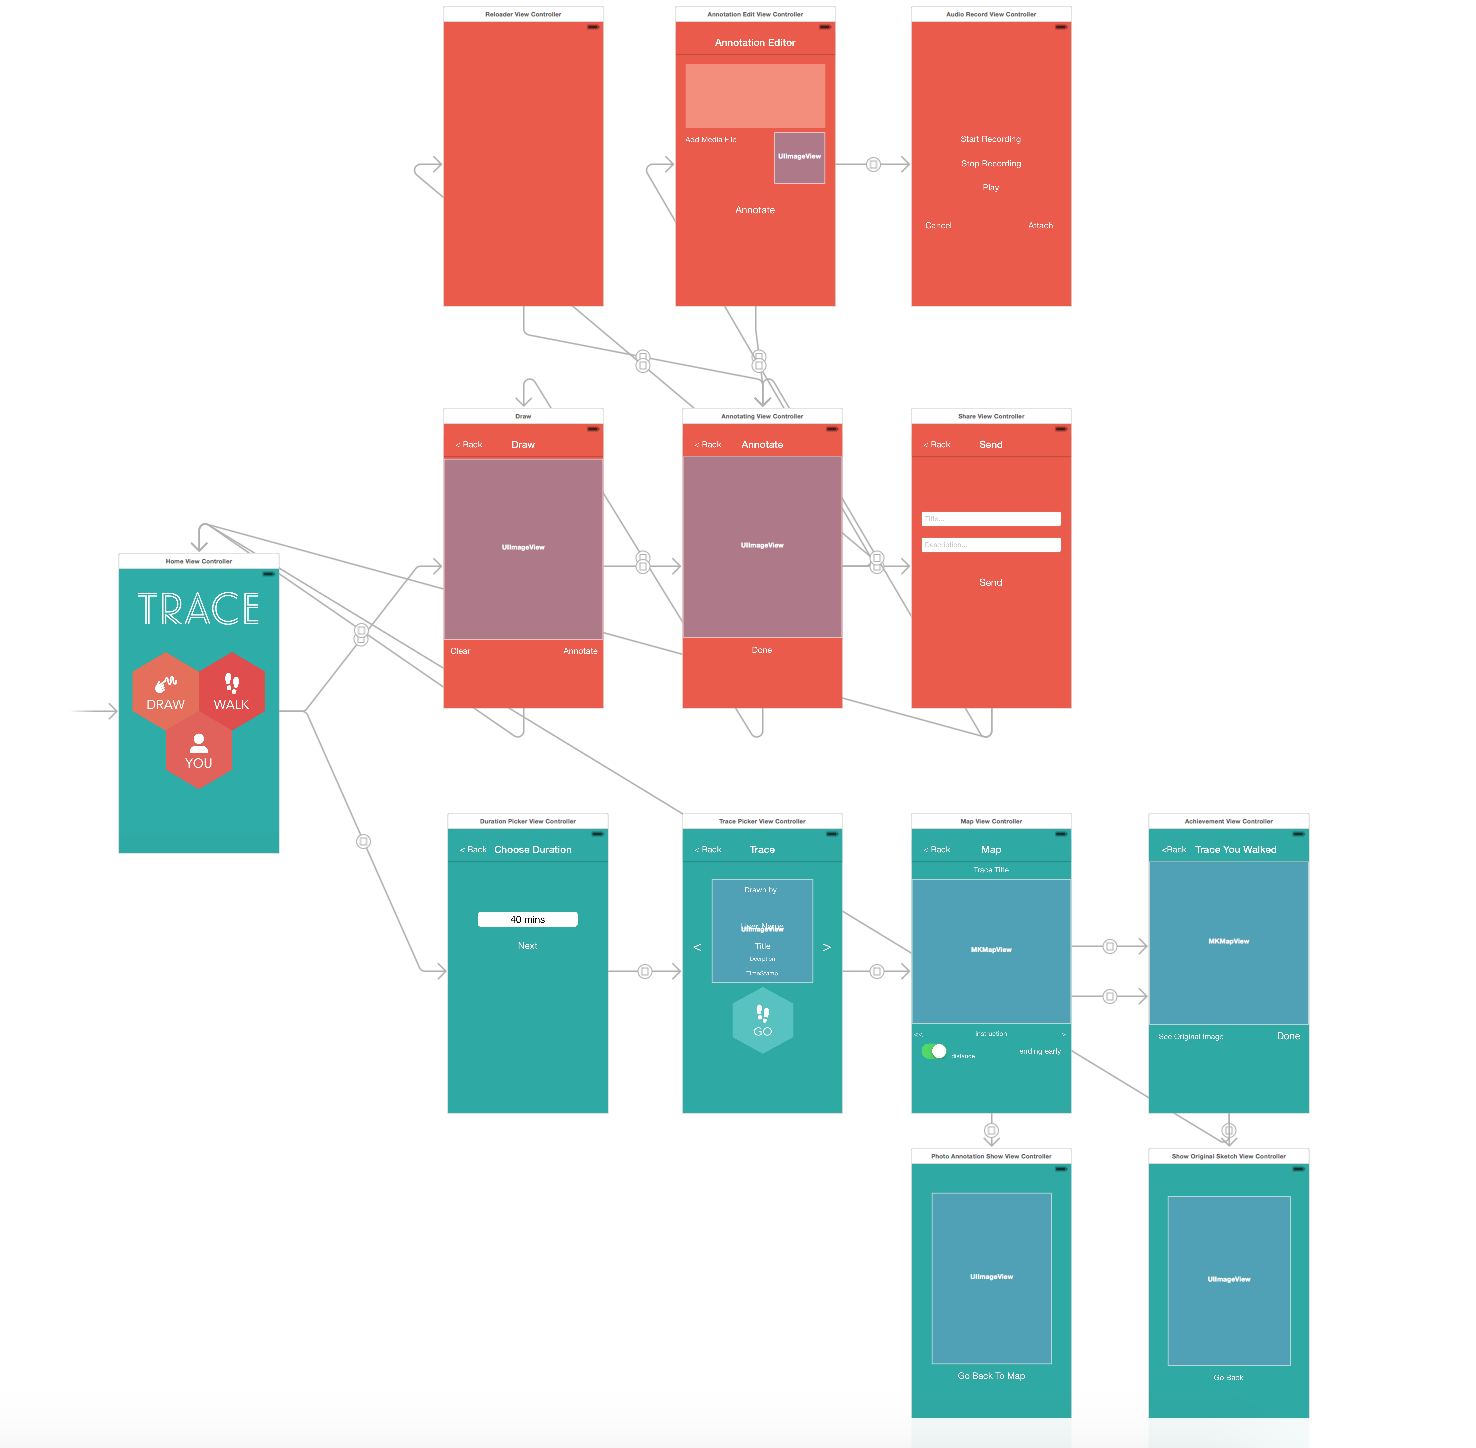 Reloader View Controller
Annotation Edit View Controller
Annotation Editor
Add Media File
UIImageView
Annotate
Audio Record View Controller
Start Recording
Stop Recording
Play
Cancel
Attach
Draw
< Back
Draw
UIImageView
Clear
Annotate
Annotating View Controller
< Back
Annotate
UIImageView
Done
Share View Controller
< Back
Send
Title...
Description...
Send
Home View Controller
TRACE
DRAW
WALK
YOU
Duration Picker View Controller
< Back
Choose Duration
40 mins
Next
Trace Picker View Controller
< Back
Trace
Drawn by
User Name
UIImageView
<
Title
>
Decription
TimeStamp
GO
Map View Controller
< Back
Map
Trace Title
MKMapView
<<
instruction
>
distance
ending early
Achievement View Controller
<Back
Trace You Walked
MKMapView
See Original Image
Done
Photo Annotation Show View Controller
UIImageView
Go Back To Map
Show Original Sketch View Controller
UIImageView
Go Back